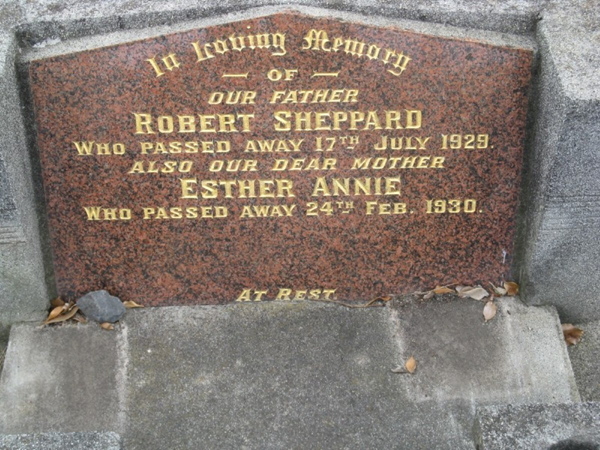 In Loving Memory
— OF —
OUR FATHER
ROBERT SHEPPARD
WHO PASSED AWAY 17TH JULY 1929.
ALSO OUR DEAR MOTHER
ESTHER ANNIE
WHO PASSED AWAY 24TH FEB. 1930.
AT REST.